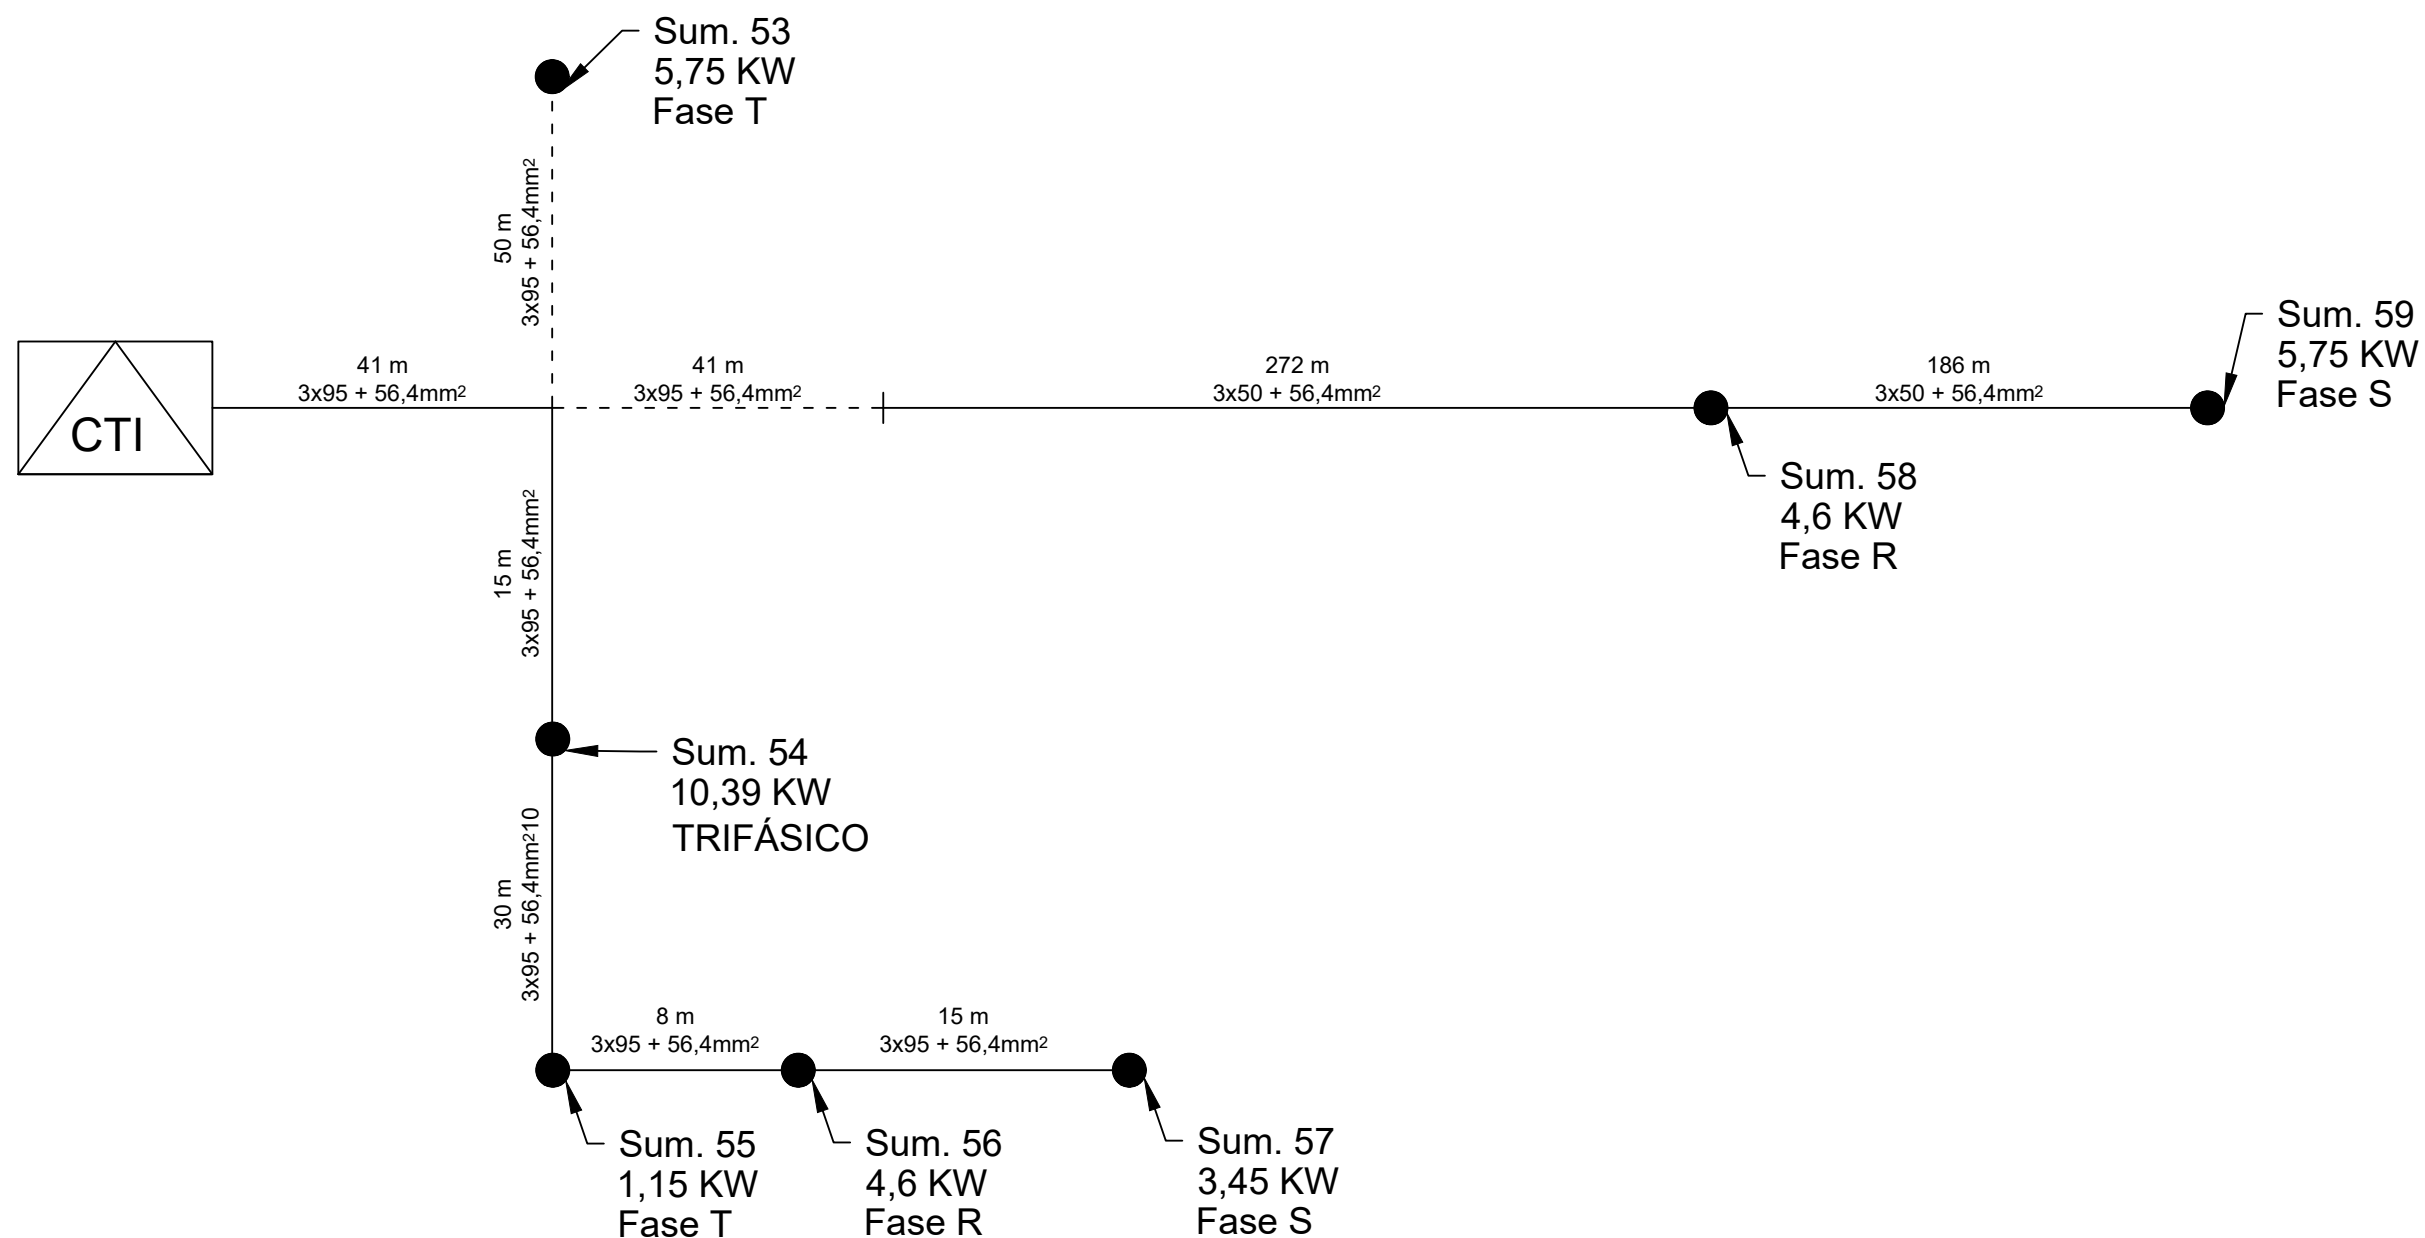 Sum. 53
5,75 KW
Fase T
50 m
3x95 + 56,4mm²
CTI
41 m
3x95 + 56,4mm²
41 m
3x95 + 56,4mm²
272 m
3x50 + 56,4mm²
186 m
3x50 + 56,4mm²
Sum. 59
5,75 KW
Fase S
Sum. 58
4,6 KW
Fase R
15 m
3x95 + 56,4mm²
Sum. 54
10,39 KW
TRIFÁSICO
30 m
3x95 + 56,4mm²10
8 m
3x95 + 56,4mm²
15 m
3x95 + 56,4mm²
Sum. 55
1,15 KW
Fase T
Sum. 56
4,6 KW
Fase R
Sum. 57
3,45 KW
Fase S